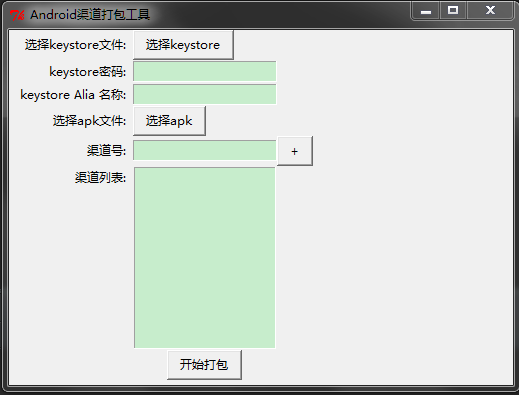 Android渠道打包工具
选择keystore文件: 选择keystore
keystore密码:
keystore Alia 名称:
选择apk文件: 选择apk
渠道号: +
渠道列表:
开始打包